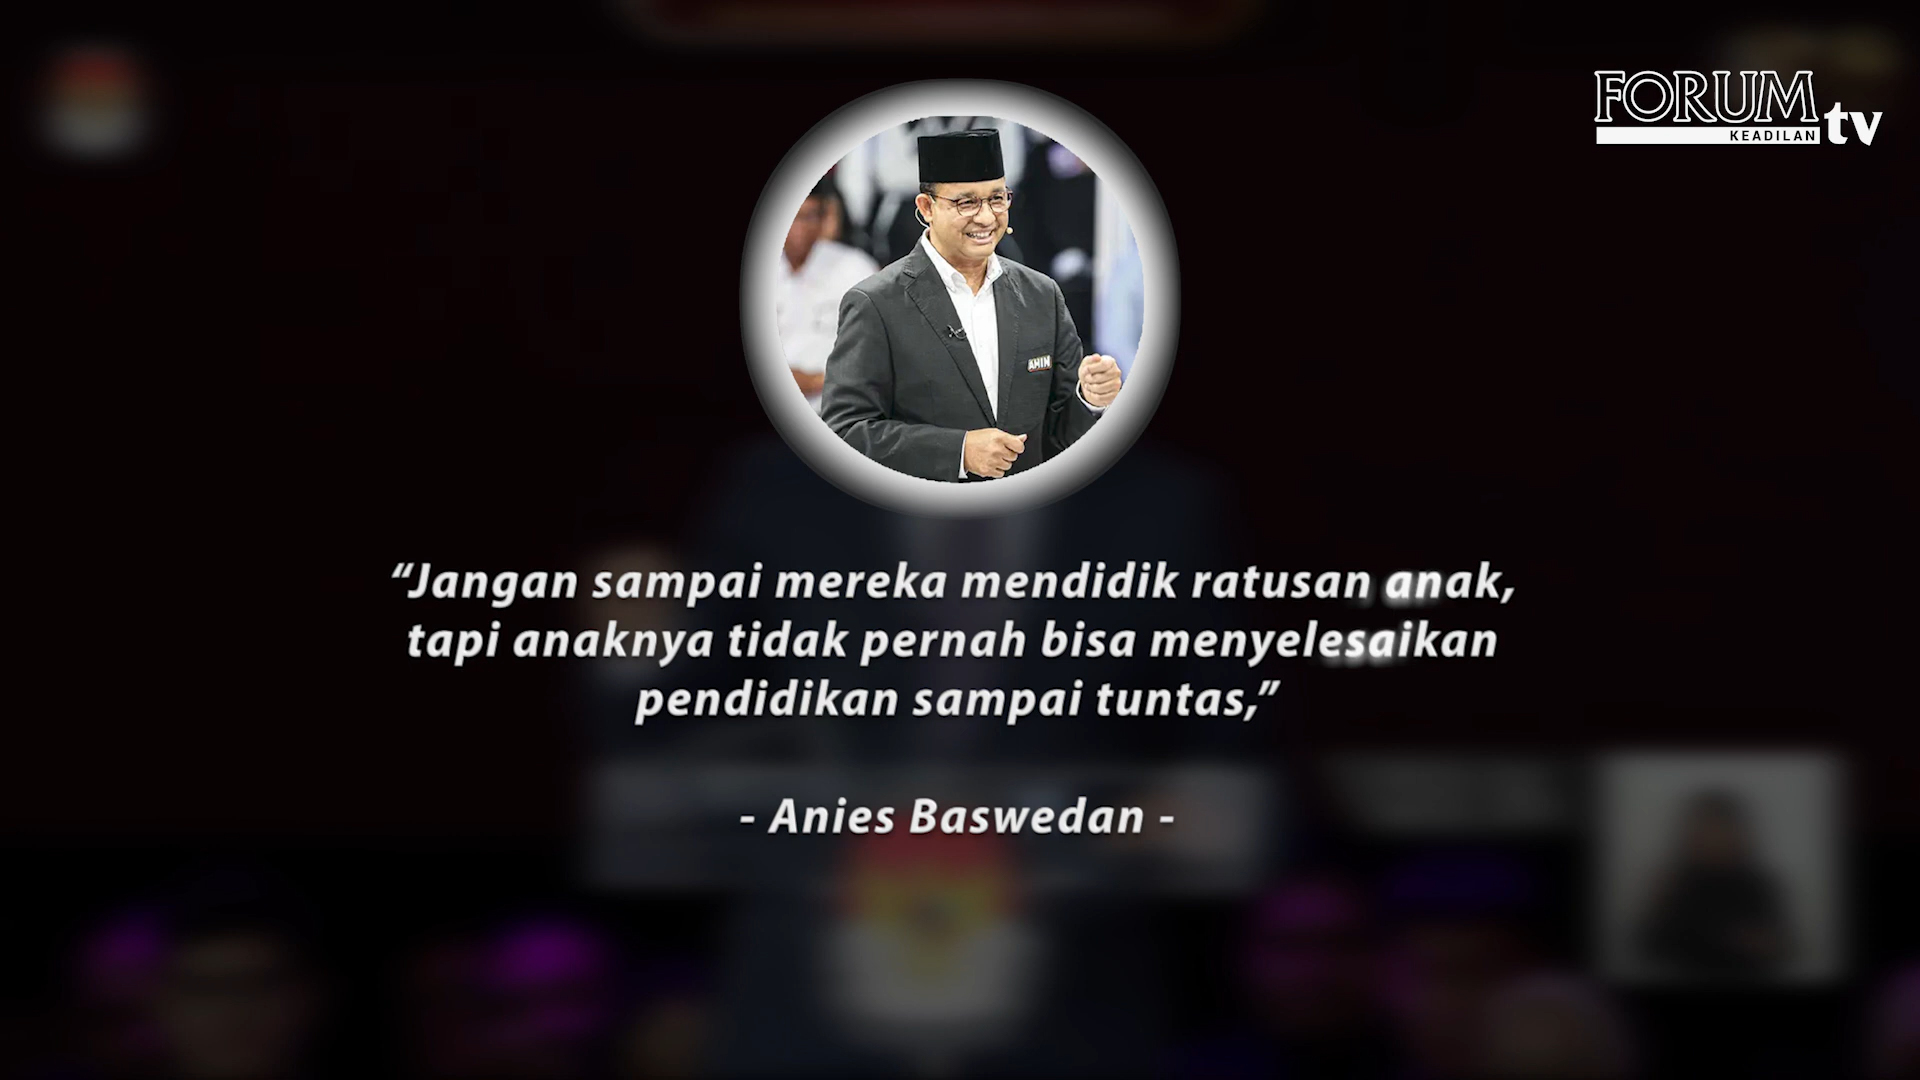 FORUM
KEADILAN
tv
AMIN
“Jangan sampai mereka mendidik ratusan anak,
tapi anaknya tidak pernah bisa menyelesaikan
pendidikan sampai tuntas,”
- Anies Baswedan -